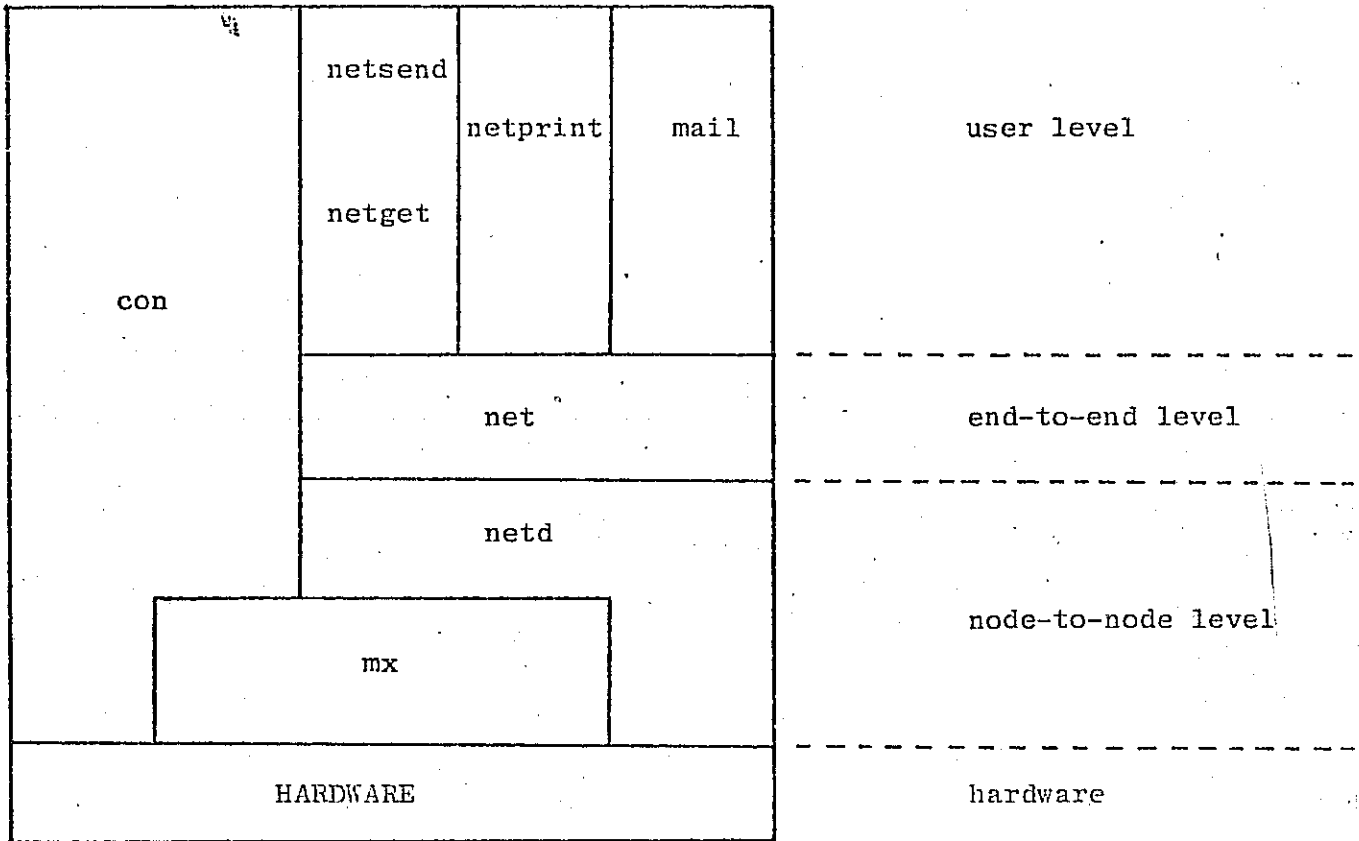 netsend
netprint
mail
user level
netget
con
net
end-to-end level
netd
node-to-node level
mx
HARDWARE
hardware